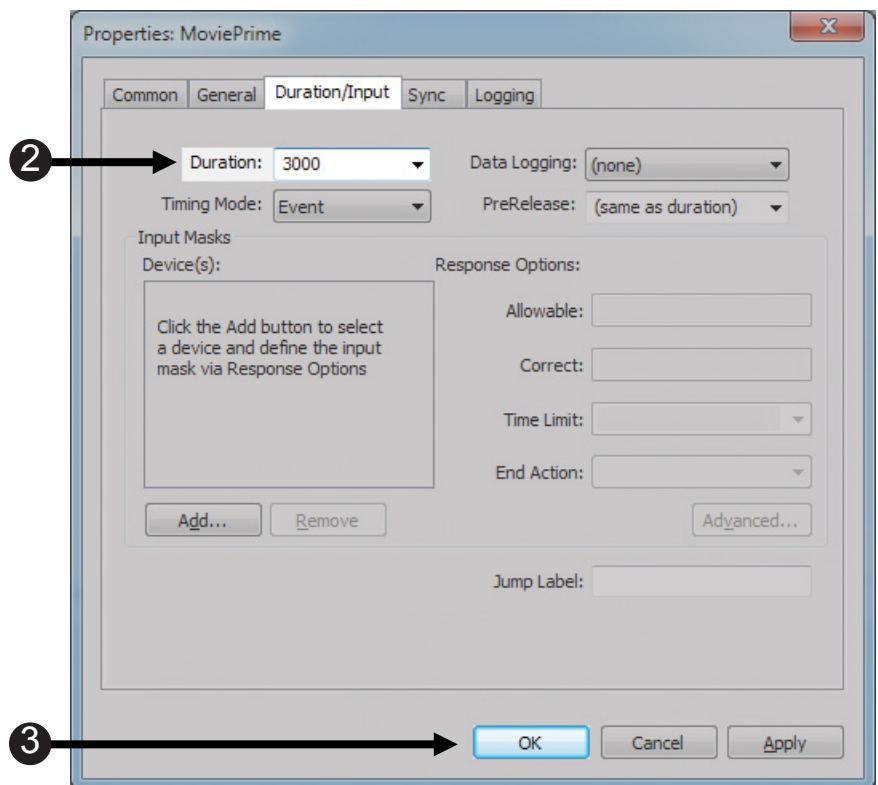 Properties: MoviePrime
X
Common General Duration/Input Sync Logging
2
Duration: 3000
Data Logging: (none)
Timing Mode: Event
PreRelease: (same as duration)
Input Masks
Device(s):
Click the Add button to select
a device and define the input
mask via Response Options
Response Options:
Allowable:
Correct:
Time Limit:
End Action:
Add... Remove
Advanced...
Jump Label:
3
OK Cancel Apply